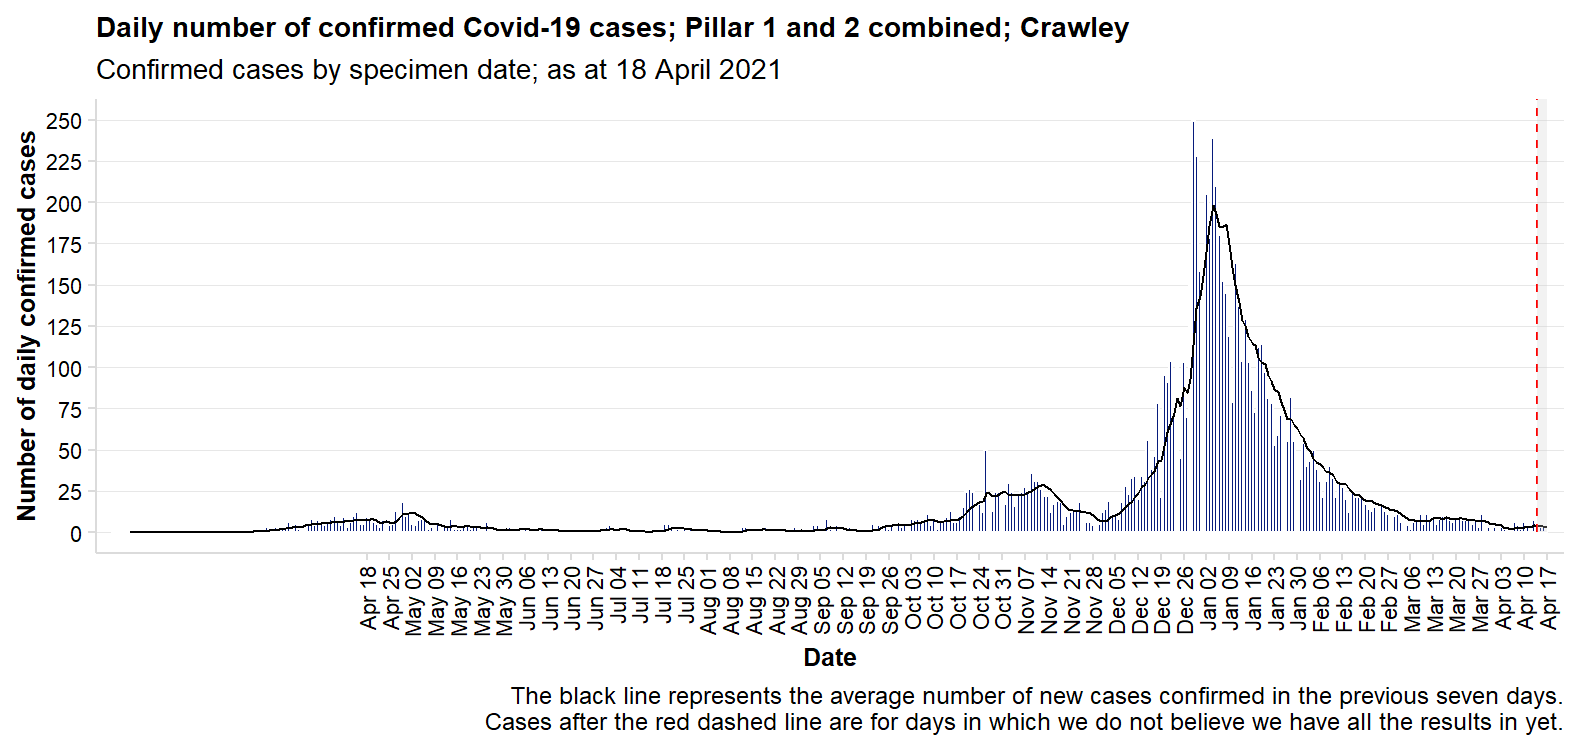 Daily number of confirmed Covid-19 cases; Pillar 1 and 2 combined; Crawley
Confirmed cases by specimen date; as at 18 April 2021
Number of daily confirmed cases
250
225
200
175
150
125
100
75
50
25
0
Apr 18
Apr 25
May 02
May 09
May 16
May 23
May 30
Jun 06
Jun 13
Jun 20
Jun 27
Jul 04
Jul 11
Jul 18
Jul 25
Aug 01
Aug 08
Aug 15
Aug 22
Aug 29
Sep 05
Sep 12
Sep 19
Sep 26
Oct 03
Oct 10
Oct 17
Oct 24
Oct 31
Nov 07
Nov 14
Nov 21
Nov 28
Dec 05
Dec 12
Dec 19
Dec 26
Jan 02
Jan 09
Jan 16
Jan 23
Jan 30
Feb 06
Feb 13
Feb 20
Feb 27
Mar 06
Mar 13
Mar 20
Mar 27
Apr 03
Apr 10
Apr 17
Date
The black line represents the average number of new cases confirmed in the previous seven days.
Cases after the red dashed line are for days in which we do not believe we have all the results in yet.